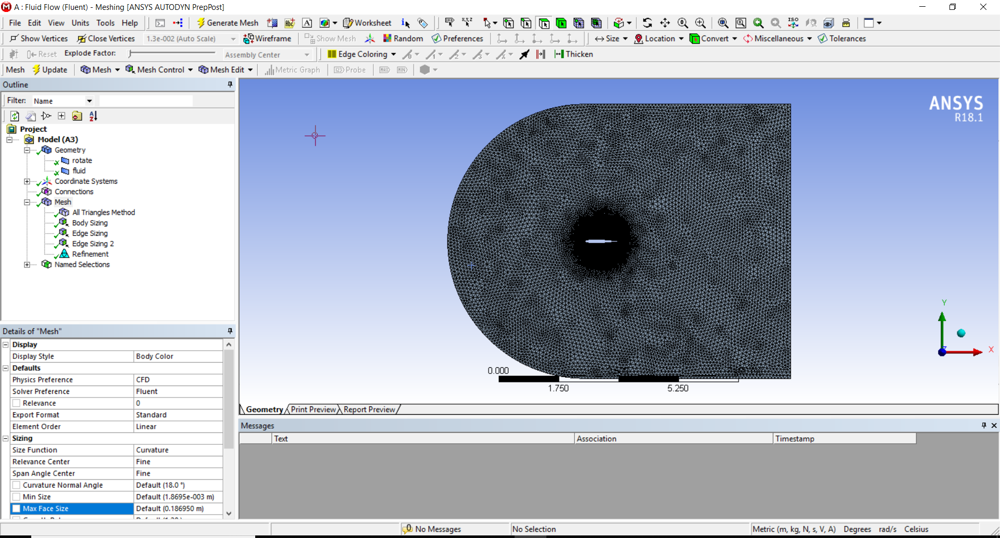 A : Fluid Flow (Fluent) - Meshing [ANSYS AUTODYN PrepPost]
File Edit View Units Tools Help Generate Mesh Worksheet
Show Vertices Close Vertices 1.3e-002 (Auto Scale) Wireframe Show Mesh Random Preferences Size Location Convert Miscellaneous Tolerances
Reset Explode Factor: Assembly Center Edge Coloring Thicken
Mesh Update Mesh Mesh Control Mesh Edit Metric Graph Probe MAX MIN
Outline
Filter: Name
Project
Model (A3)
Geometry
rotate
fluid
Coordinate Systems
Connections
Mesh
All Triangles Method
Body Sizing
Edge Sizing
Edge Sizing 2
Refinement
Named Selections
Details of "Mesh"
Display
Display Style Body Color
Defaults
Physics Preference CFD
Solver Preference Fluent
Relevance 0
Export Format Standard
Element Order Linear
Sizing
Size Function Curvature
Relevance Center Fine
Span Angle Center Fine
Curvature Normal Angle Default (18.0 °)
Min Size Default (1.8695e-003 m)
Max Face Size Default (0.186950 m)
ANSYS
R18.1
Y
X
0.000
1.750 5.250
Geometry Print Preview Report Preview
Messages
Text Association Timestamp
No Messages No Selection Metric (m, kg, N, s, V, A) Degrees rad/s Celsius